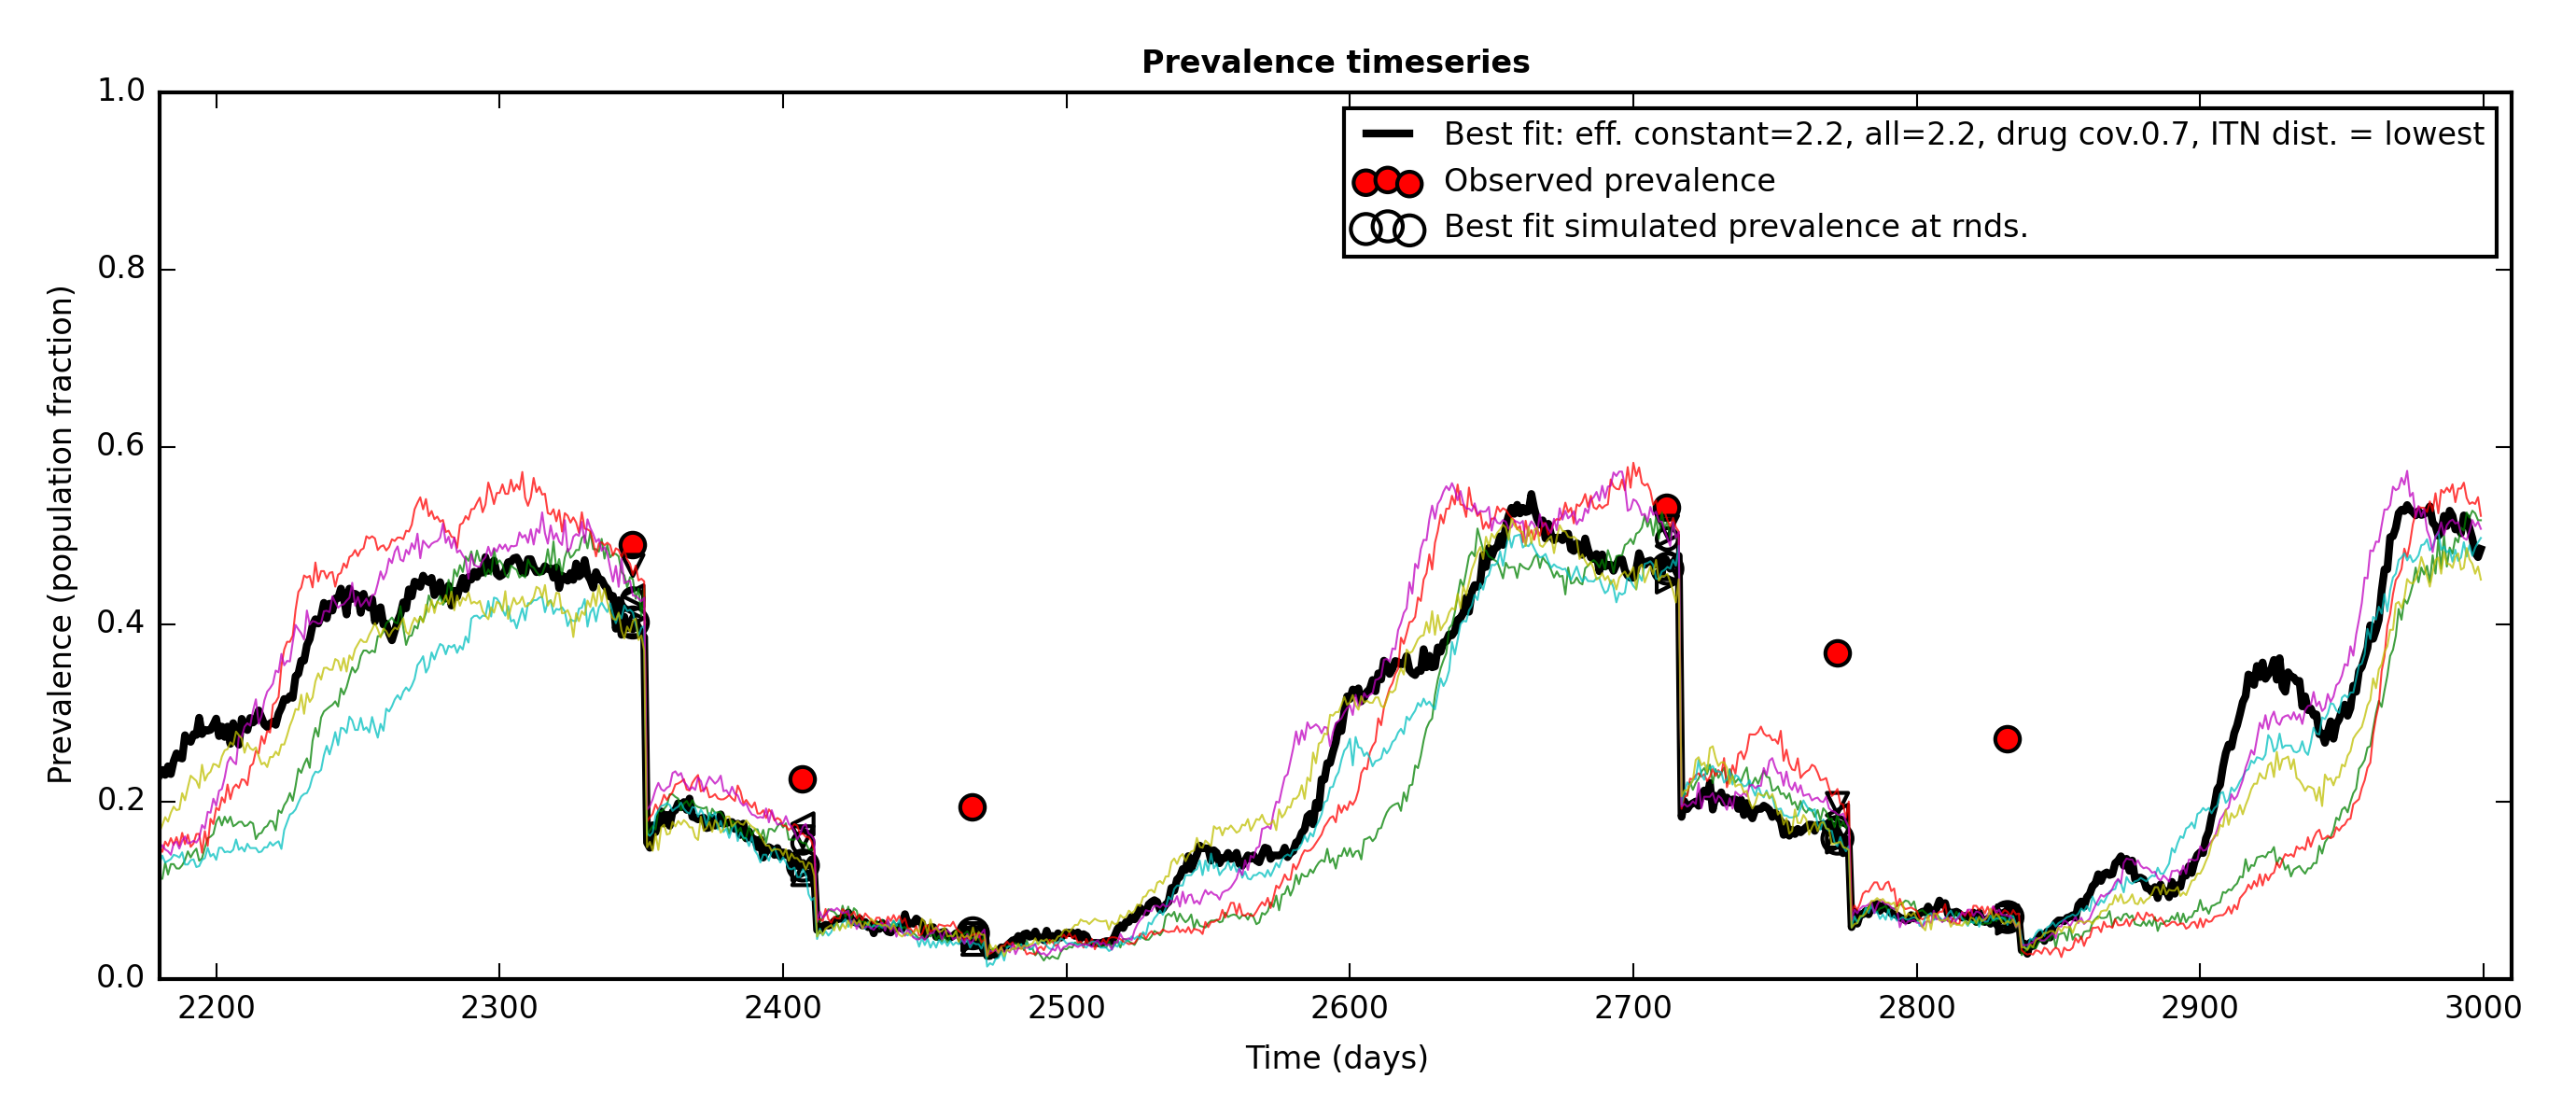 Prevalence timeseries
1.0
0.8
0.6
0.4
0.2
0.0
Prevalence (population fraction)
Best fit: eff. constant=2.2, all=2.2, drug cov.0.7, ITN dist. = lowest
Observed prevalence
Best fit simulated prevalence at rnds.
2200 2300 2400 2500 2600 2700 2800 2900 3000
Time (days)